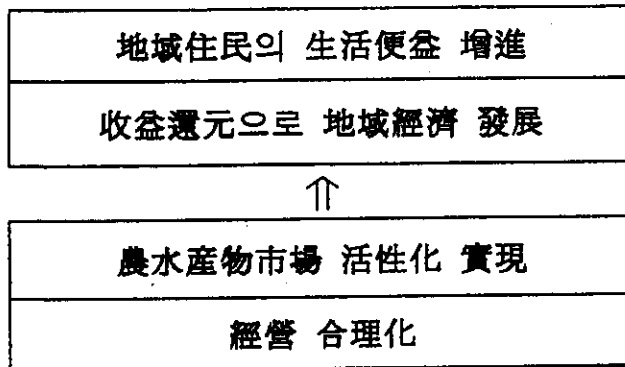 地域住民의 生活便益 增進
收益還元으로 地域經濟 發展
⇑
農水産物市場 活性化 實現
經營 合理化